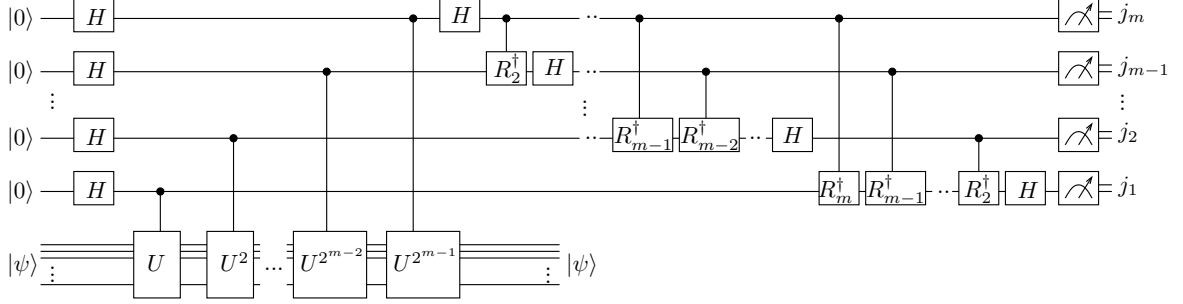 |0⟩ H H ·· j_m
|0⟩ H R_2^† H ·· j_{m−1}
⋮ ⋮ ⋮
|0⟩ H ·· R_{m−1}^† R_{m−2}^† ·· H j_2
|0⟩ H R_m^† R_{m−1}^† ·· R_2^† H j_1
|ψ⟩ ⋮ U U^2 ... U^{2^{m−2}} U^{2^{m−1}} ⋮ |ψ⟩